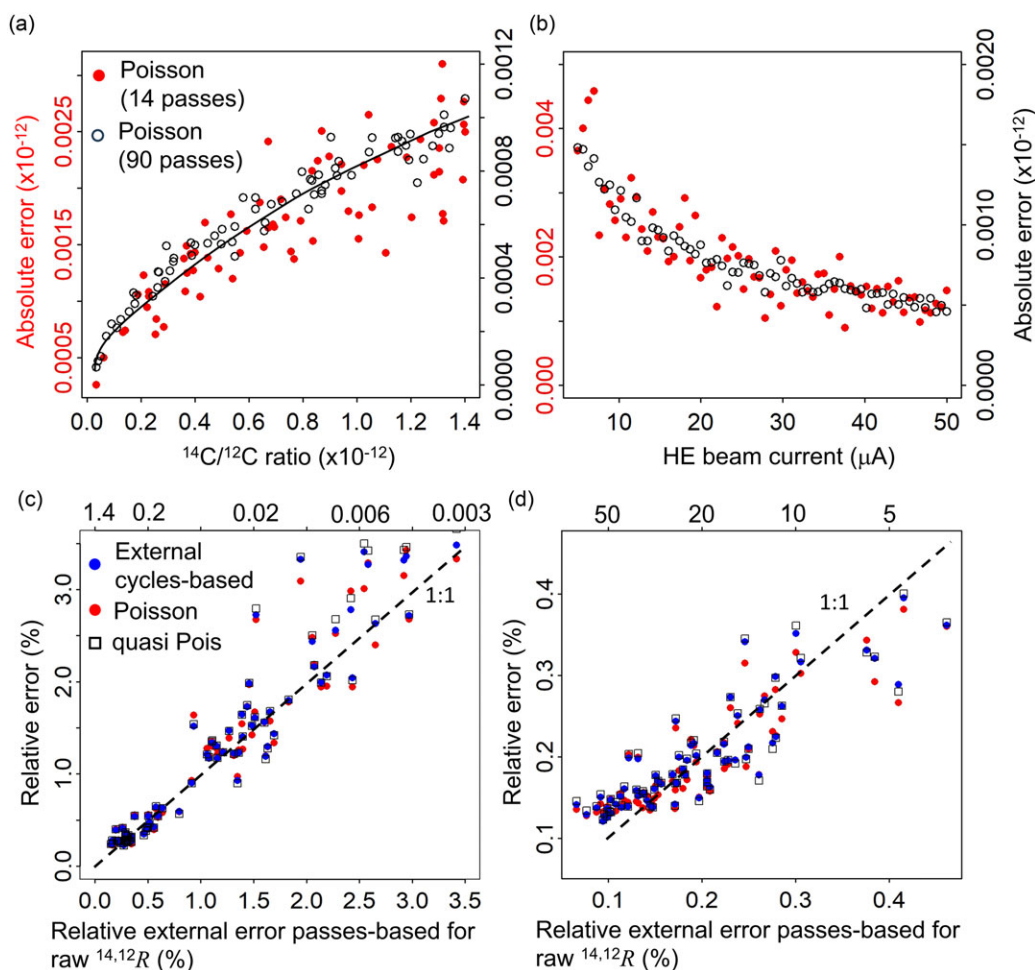 (a)
Poisson
(14 passes)
Poisson
(90 passes)
Absolute error (x10⁻¹²)
0.0005 0.0015 0.0025
0.0000 0.0004 0.0008 0.0012
0.0 0.2 0.4 0.6 0.8 1.0 1.2 1.4
¹⁴C/¹²C ratio (x10⁻¹²)
(b)
0.000 0.002 0.004
0.0000 0.0010 0.0020
Absolute error (x10⁻¹²)
10 20 30 40 50
HE beam current (μA)
(c)
1.4 0.2 0.02 0.006 0.003
External
cycles-based
Poisson
quasi Pois
1:1
Relative error (%)
0.0 1.0 2.0 3.0
0.0 0.5 1.0 1.5 2.0 2.5 3.0 3.5
Relative external error passes-based for
raw ¹⁴,¹²R (%)
(d)
50 20 10 5
1:1
Relative error (%)
0.1 0.2 0.3 0.4
0.1 0.2 0.3 0.4
Relative external error passes-based for
raw ¹⁴,¹²R (%)